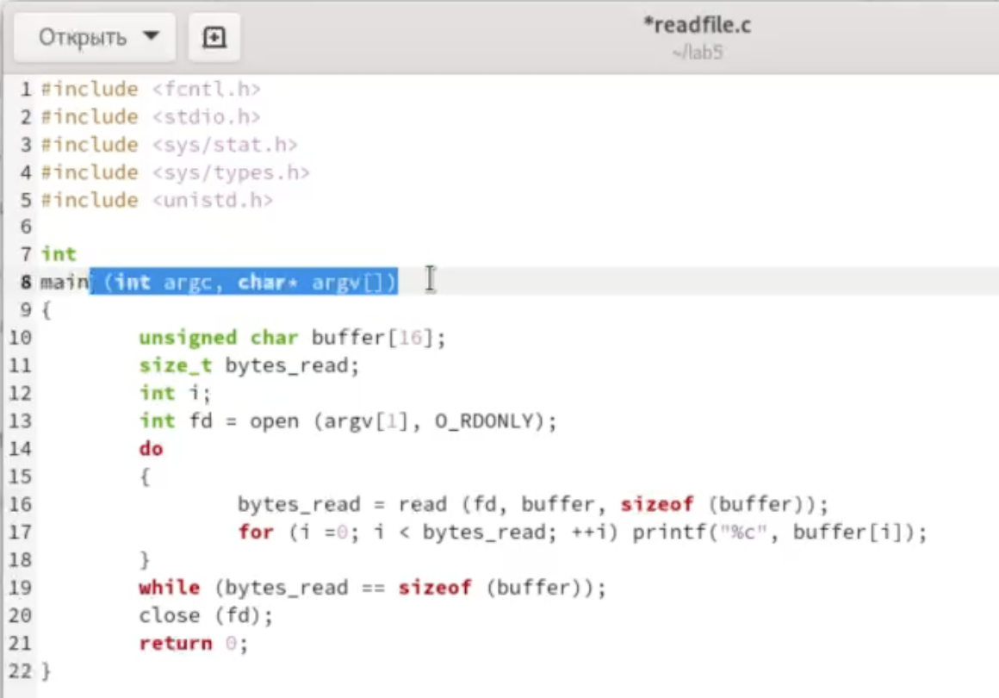 Открыть
*readfile.c
~/lab5
1 #include <fcntl.h>
2 #include <stdio.h>
3 #include <sys/stat.h>
4 #include <sys/types.h>
5 #include <unistd.h>
6
7 int
8 main (int argc, char* argv[])
9 {
10 unsigned char buffer[16];
11 size_t bytes_read;
12 int i;
13 int fd = open (argv[1], O_RDONLY);
14 do
15 {
16 bytes_read = read (fd, buffer, sizeof (buffer));
17 for (i =0; i < bytes_read; ++i) printf("%c", buffer[i]);
18 }
19 while (bytes_read == sizeof (buffer));
20 close (fd);
21 return 0;
22 }